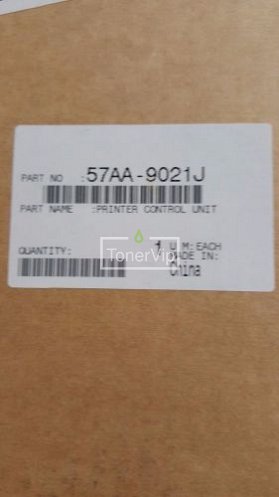 PART NO :57AA-9021J
PART NAME :PRINTER CONTROL UNIT
QUANTITY: 1 U M:EACH
MADE IN:
China
TonerVip